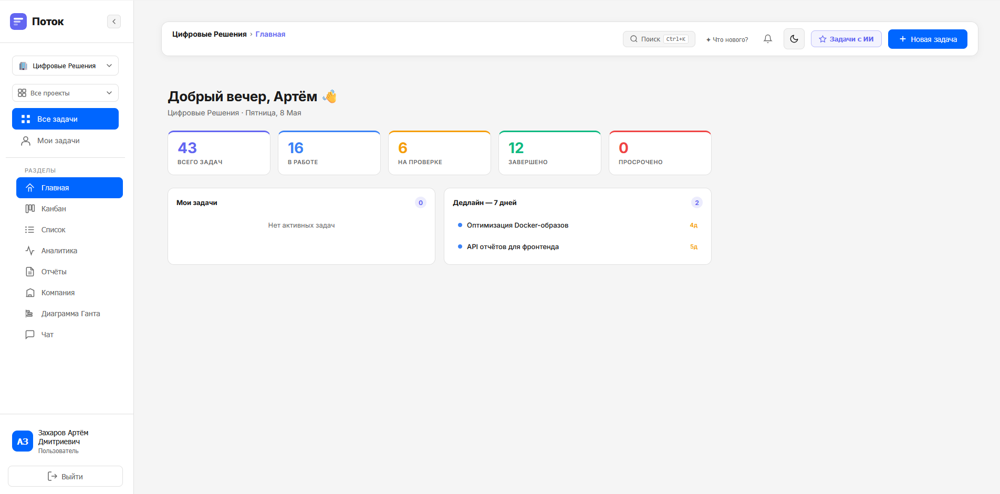 Поток
Цифровые Решения
Все проекты
Все задачи
Мои задачи
РАЗДЕЛЫ
Главная
Канбан
Список
Аналитика
Отчёты
Компания
Диаграмма Ганта
Чат
АЗ
Захаров Артём
Дмитриевич
Пользователь
Выйти
Цифровые Решения › Главная
Поиск Ctrl+K
✦ Что нового?
Задачи с ИИ
+ Новая задача
Добрый вечер, Артём 👋
Цифровые Решения · Пятница, 8 Мая
43
ВСЕГО ЗАДАЧ
16
В РАБОТЕ
6
НА ПРОВЕРКЕ
12
ЗАВЕРШЕНО
0
ПРОСРОЧЕНО
Мои задачи 0
Нет активных задач
Дедлайн — 7 дней 2
Оптимизация Docker-образов 4д
API отчётов для фронтенда 5д